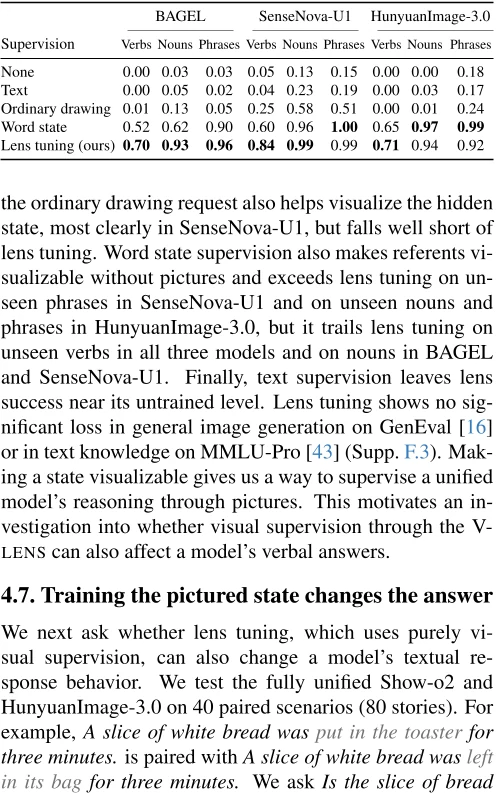 BAGEL SenseNova-U1 HunyuanImage-3.0
Supervision Verbs Nouns Phrases Verbs Nouns Phrases Verbs Nouns Phrases
None 0.00 0.03 0.03 0.05 0.13 0.15 0.00 0.00 0.18
Text 0.00 0.05 0.02 0.04 0.23 0.19 0.00 0.03 0.17
Ordinary drawing 0.01 0.13 0.05 0.25 0.58 0.51 0.00 0.01 0.24
Word state 0.52 0.62 0.90 0.60 0.96 1.00 0.65 0.97 0.99
Lens tuning (ours) 0.70 0.93 0.96 0.84 0.99 0.99 0.71 0.94 0.92
the ordinary drawing request also helps visualize the hidden
state, most clearly in SenseNova-U1, but falls well short of
lens tuning. Word state supervision also makes referents vi-
sualizable without pictures and exceeds lens tuning on un-
seen phrases in SenseNova-U1 and on unseen nouns and
phrases in HunyuanImage-3.0, but it trails lens tuning on
unseen verbs in all three models and on nouns in BAGEL
and SenseNova-U1. Finally, text supervision leaves lens
success near its untrained level. Lens tuning shows no sig-
nificant loss in general image generation on GenEval [16]
or in text knowledge on MMLU-Pro [43] (Supp. F.3). Mak-
ing a state visualizable gives us a way to supervise a unified
model's reasoning through pictures. This motivates an in-
vestigation into whether visual supervision through the V-
LENS can also affect a model's verbal answers.
4.7. Training the pictured state changes the answer
We next ask whether lens tuning, which uses purely vi-
sual supervision, can also change a model's textual re-
sponse behavior. We test the fully unified Show-o2 and
HunyuanImage-3.0 on 40 paired scenarios (80 stories). For
example, A slice of white bread was put in the toaster for
three minutes. is paired with A slice of white bread was left
in its bag for three minutes. We ask Is the slice of bread